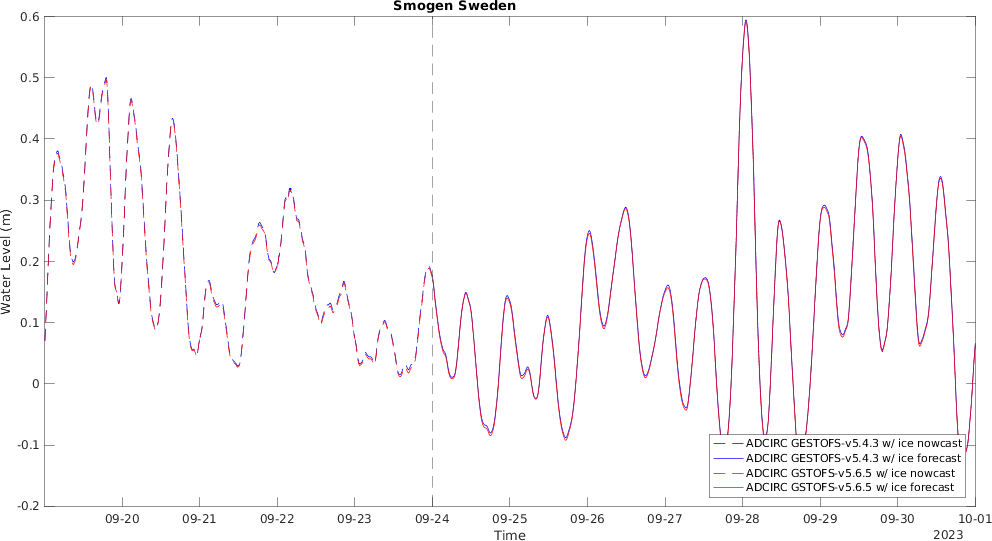 Smogen Sweden
0.6
0.5
0.4
0.3
0.2
0.1
0
-0.1
-0.2
Water Level (m)
ADCIRC GESTOFS-v5.4.3 w/ ice nowcast
ADCIRC GESTOFS-v5.4.3 w/ ice forecast
ADCIRC GSTOFS-v5.6.5 w/ ice nowcast
ADCIRC GSTOFS-v5.6.5 w/ ice forecast
09-20 09-21 09-22 09-23 09-24 09-25 09-26 09-27 09-28 09-29 09-30 10-01
Time
2023